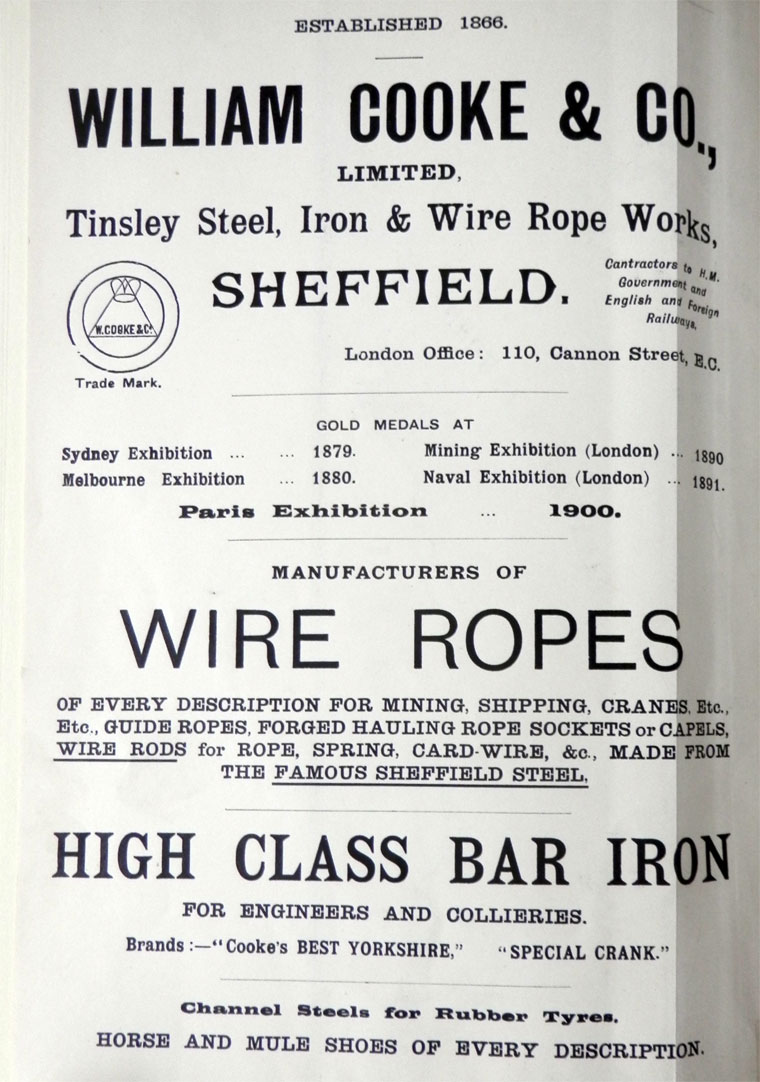 ESTABLISHED 1866.
WILLIAM COOKE & CO.,
LIMITED,
Tinsley Steel, Iron & Wire Rope Works,
W. COOKE & Co.
Trade Mark.
SHEFFIELD.
Contractors to H.M.
Government and
English and Foreign
Railways.
London Office: 110, Cannon Street, E.C.
GOLD MEDALS AT
Sydney Exhibition ... ... 1879. Mining Exhibition (London) ... 1890
Melbourne Exhibition ... 1880. Naval Exhibition (London) ... 1891.
Paris Exhibition ... 1900.
MANUFACTURERS OF
WIRE ROPES
OF EVERY DESCRIPTION FOR MINING, SHIPPING, CRANES, Etc.,
Etc., GUIDE ROPES, FORGED HAULING ROPE SOCKETS or CAPELS,
WIRE RODS for ROPE, SPRING, CARD-WIRE, &c., MADE FROM
THE FAMOUS SHEFFIELD STEEL.
HIGH CLASS BAR IRON
FOR ENGINEERS AND COLLIERIES.
Brands:—"Cooke's BEST YORKSHIRE," "SPECIAL CRANK."
Channel Steels for Rubber Tyres.
HORSE AND MULE SHOES OF EVERY DESCRIPTION.